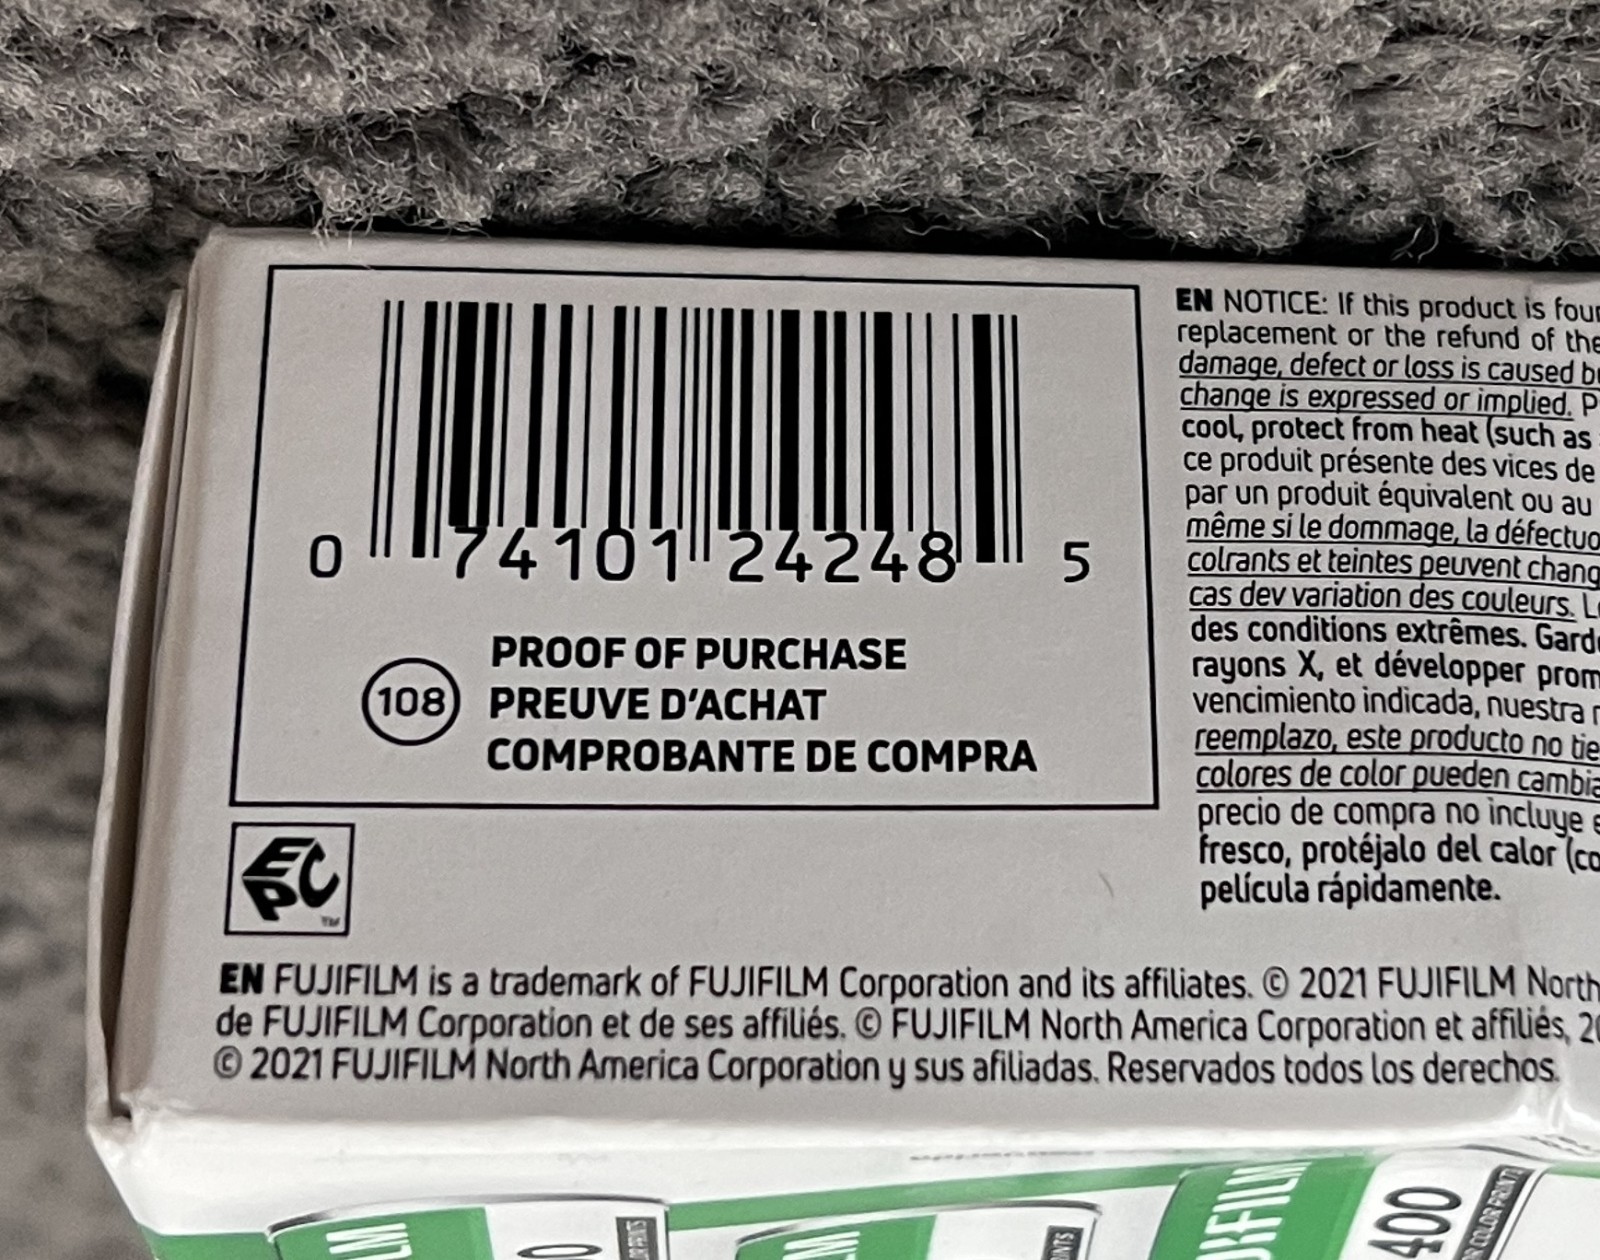 0 74101 24248 5
108
PROOF OF PURCHASE
PREUVE D'ACHAT
COMPROBANTE DE COMPRA
EPC
TM
EN NOTICE: If this product is
replacement or the refund of the
damage, defect or loss is caused
change is expressed or implied.
cool, protect from heat (such as
ce produit présente des vices de
par un produit équivalent ou au
même si le dommage, la
colrants et teintes peuvent
cas dev variation des couleurs.
des conditions extrêmes.
rayons X, et développer
vencimiento indicada, nuestra
reemplazo, este producto no
colores de color pueden
precio de compra no incluye
fresco, protéjalo del calor
película rápidamente.
EN FUJIFILM is a trademark of FUJIFILM Corporation and its affiliates. © 2021 FUJIFILM North
de FUJIFILM Corporation et de ses affiliés. © FUJIFILM North America Corporation et affiliés,
© 2021 FUJIFILM North America Corporation y sus afiliadas. Reservados todos los derechos.
400